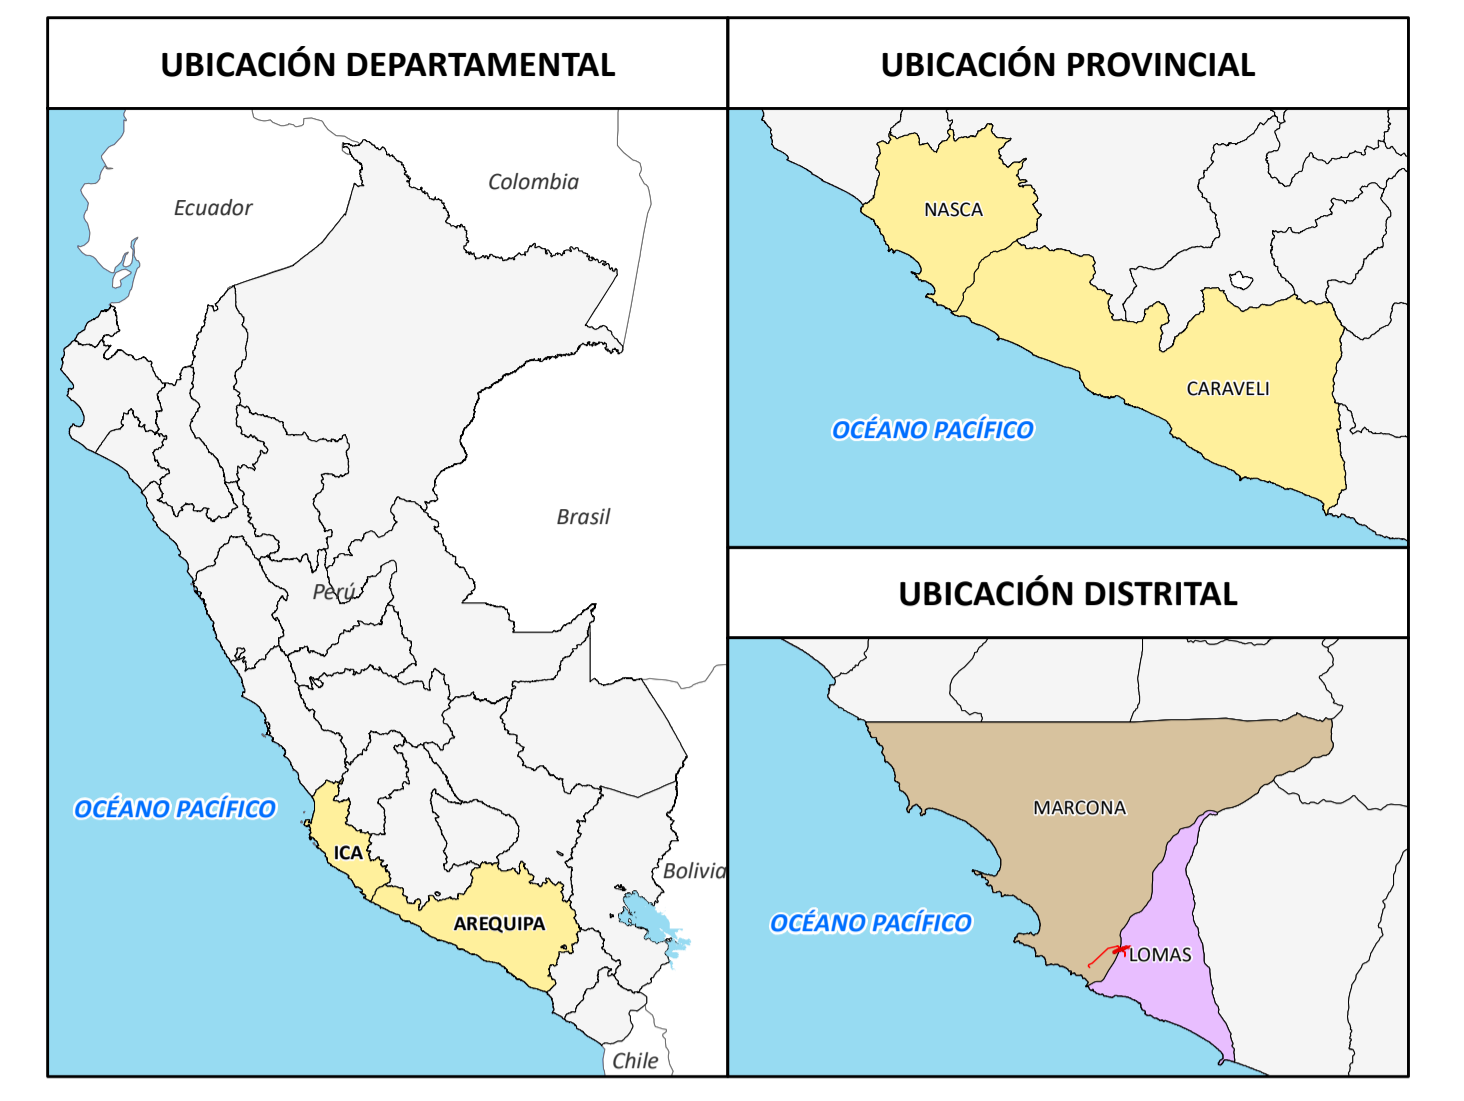 UBICACIÓN DEPARTAMENTAL
Ecuador
Colombia
Brasil
Perú
OCÉANO PACÍFICO
ICA
AREQUIPA
Bolivia
Chile
UBICACIÓN PROVINCIAL
NASCA
CARAVELI
OCÉANO PACÍFICO
UBICACIÓN DISTRITAL
MARCONA
OCÉANO PACÍFICO
LOMAS